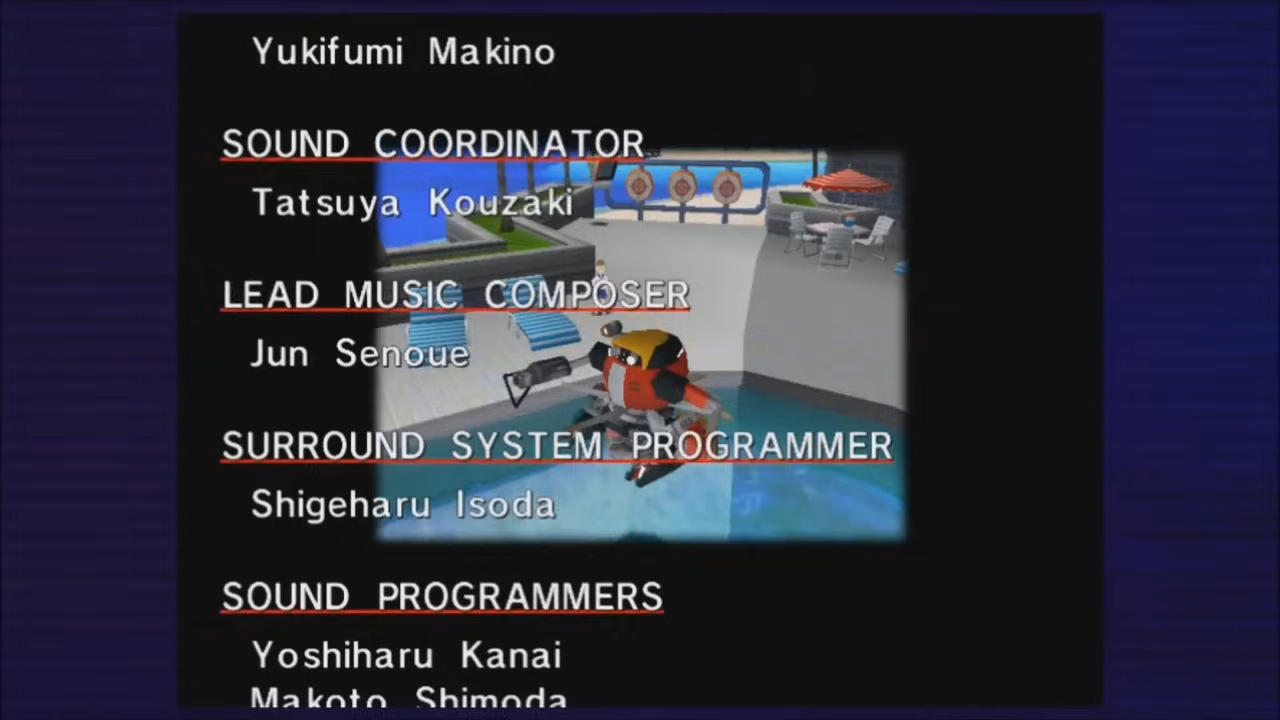 Yukifumi Makino
SOUND COORDINATOR
Tatsuya Kouzaki
LEAD MUSIC COMPOSER
Jun Senoue
SURROUND SYSTEM PROGRAMMER
Shigeharu Isoda
SOUND PROGRAMMERS
Yoshiharu Kanai
Makoto Shimoda